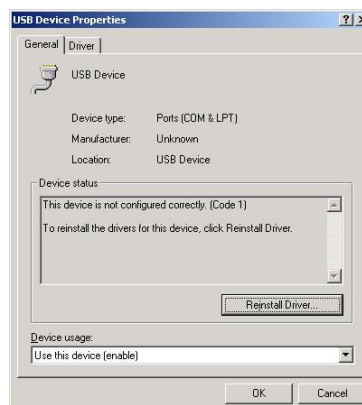 USB Device Properties
General Driver
USB Device
Device type: Ports (COM & LPT)
Manufacturer: Unknown
Location: USB Device
Device status
This device is not configured correctly. (Code 1)
To reinstall the drivers for this device, click Reinstall Driver.
Reinstall Driver...
Device usage:
Use this device (enable)
OK Cancel